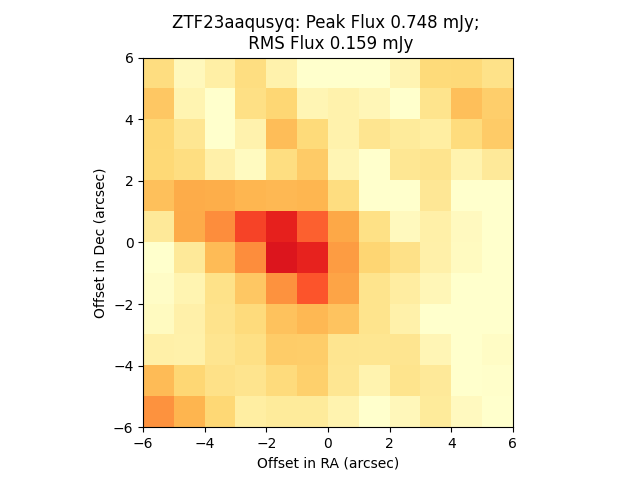 ZTF23aaqusyq: Peak Flux 0.748 mJy;
RMS Flux 0.159 mJy
6
4
2
0
−2
−4
−6
Offset in Dec (arcsec)
−6 −4 −2 0 2 4 6
Offset in RA (arcsec)